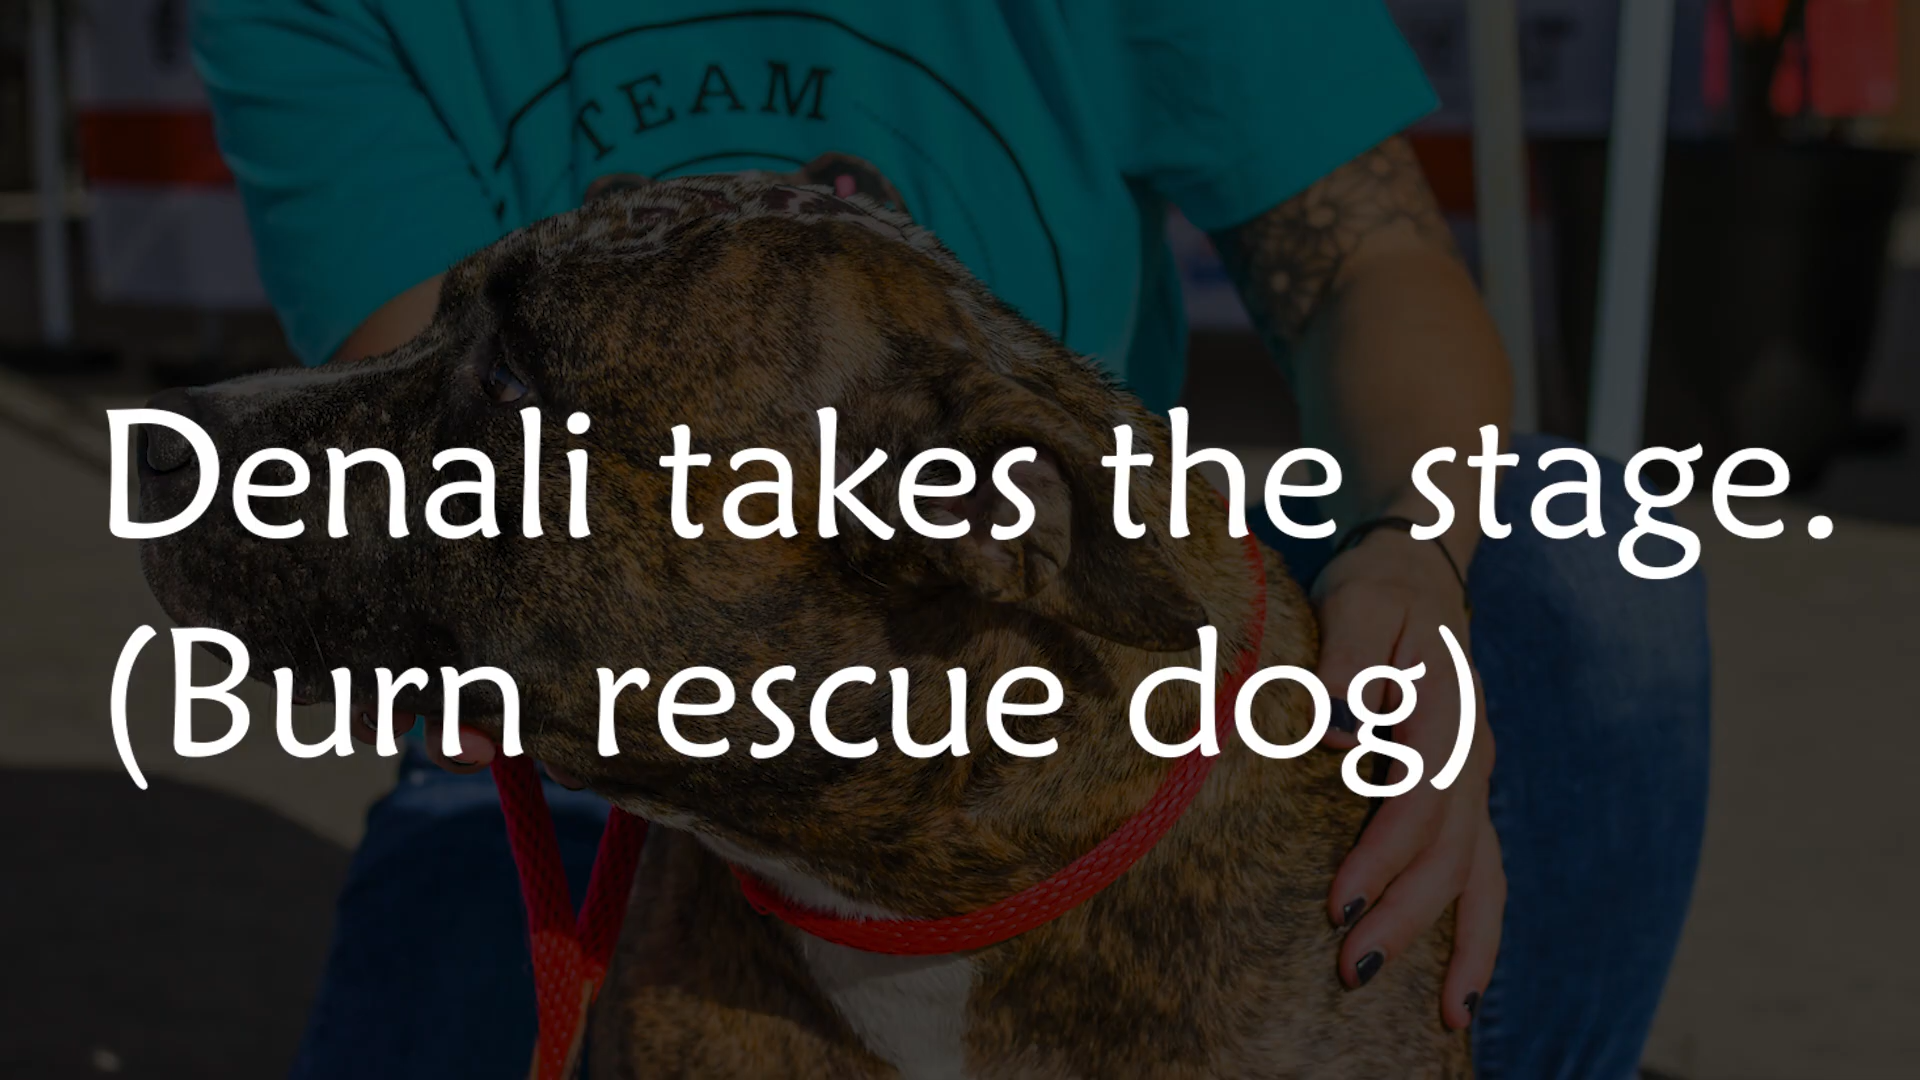 TEAM
Denali takes the stage.
(Burn rescue dog)